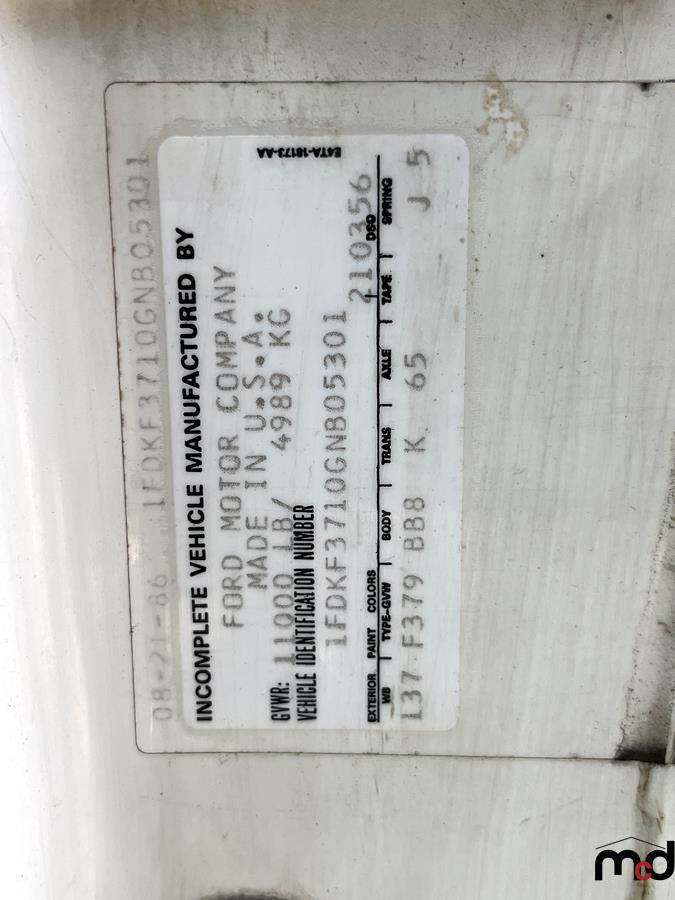 08-21-86 1FDKF3710GNB05301
E4TA-18173-AA
INCOMPLETE VEHICLE MANUFACTURED BY
FORD MOTOR COMPANY
MADE IN U.S.A.
GVWR: 11000 LB/ 4989 KG
VEHICLE IDENTIFICATION NUMBER
1FDKF3710GNB05301
210356
EXTERIOR PAINT COLORS DSO
WB TYPE-GVW BODY TRANS AXLE TAPE SPRING
137 F379 BB8 K 65 J 5
mcd